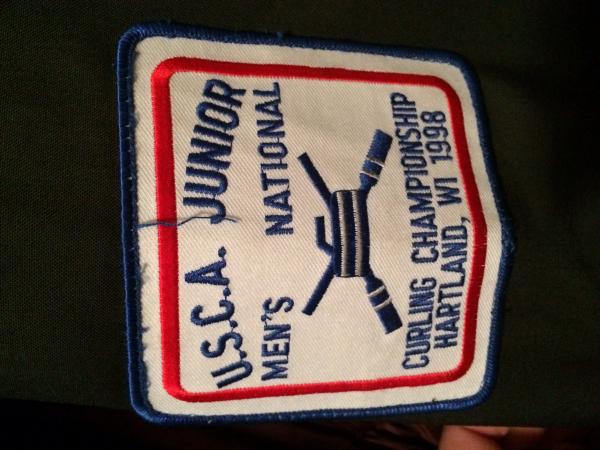 U.S.C.A. JUNIOR
MEN'S NATIONAL
CURLING CHAMPIONSHIP
HARTLAND, WI 1998